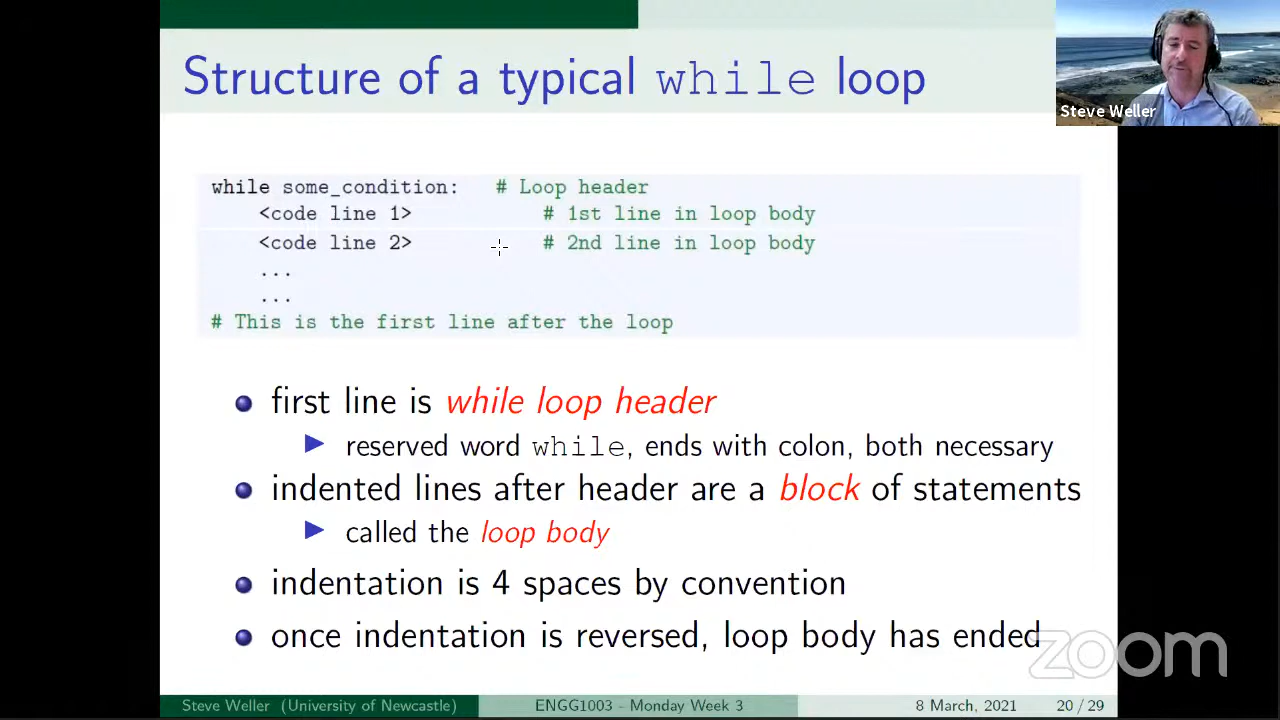 Structure of a typical while loop
Steve Weller
while some_condition:   # Loop header
    <code line 1>           # 1st line in loop body
    <code line 2>           # 2nd line in loop body
    ...
    ...
# This is the first line after the loop
first line is while loop header
reserved word while, ends with colon, both necessary
indented lines after header are a block of statements
called the loop body
indentation is 4 spaces by convention
once indentation is reversed, loop body has ended
zoom
Steve Weller (University of Newcastle)
ENGG1003 - Monday Week 3
8 March, 2021
20 / 29